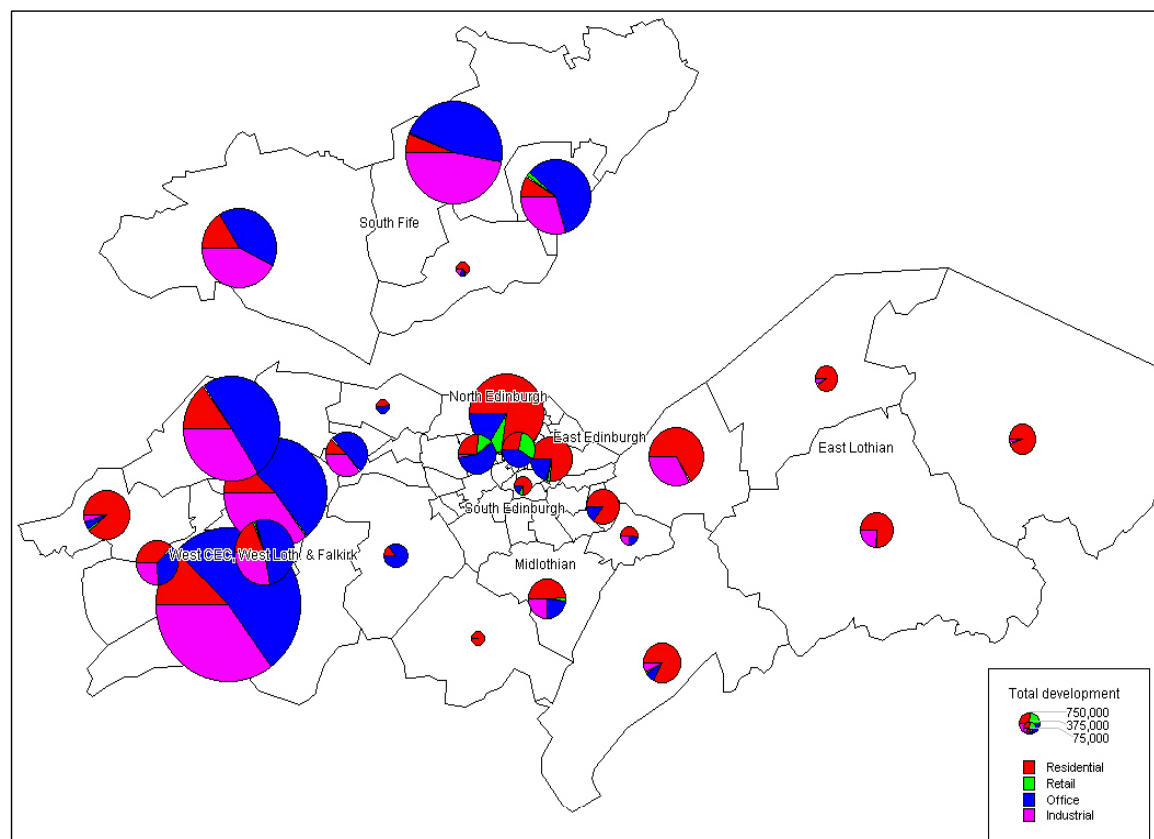 South Fife
North Edinburgh
East Edinburgh
East Lothian
South Edinburgh
West CEC, West Loth. & Falkirk
Midlothian
Total development
750,000
375,000
75,000
Residential
Retail
Office
Industrial